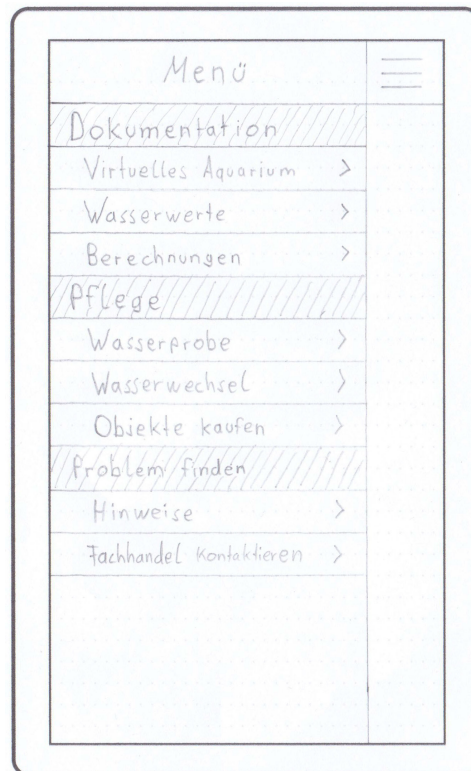 Menü
Dokumentation
Virtuelles Aquarium >
Wasserwerte >
Berechnungen >
Pflege
Wasserprobe >
Wasserwechsel >
Objekte kaufen >
Problem finden
Hinweise >
Fachhandel kontaktieren >